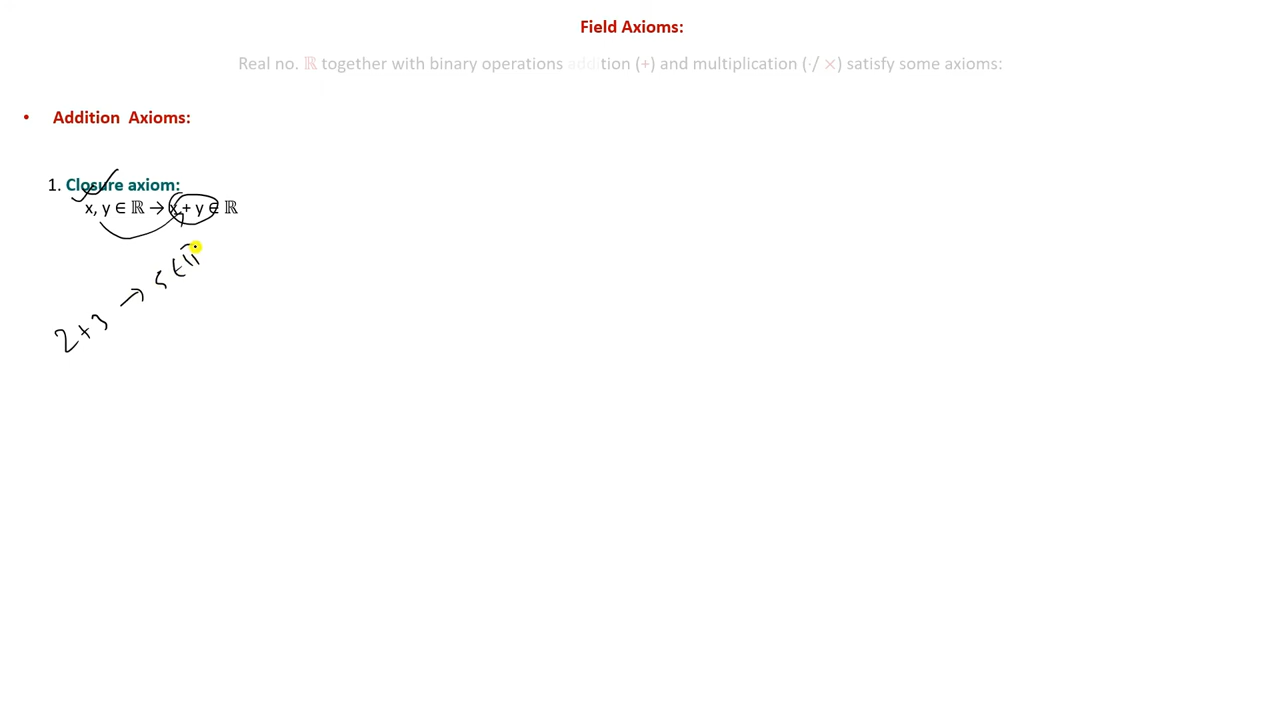 Field Axioms:
Real no. ℝ together with binary operations addition (+) and multiplication (·/ ×) satisfy some axioms:
• Addition Axioms:
1. Closure axiom:
x, y ∈ ℝ → x + y ∈ ℝ
2+3 → 5 ∈